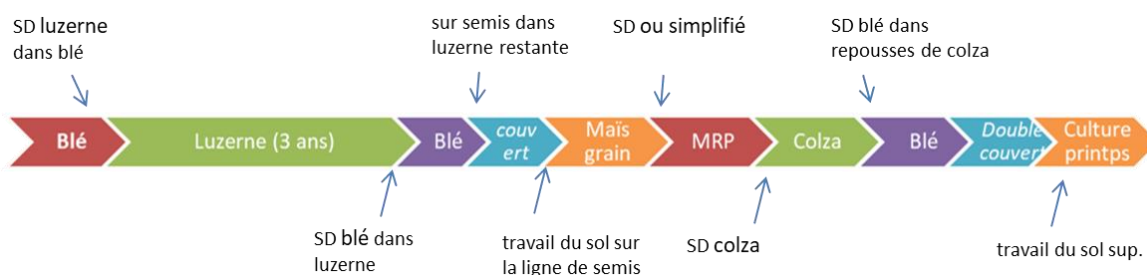 SD luzerne
dans blé
sur semis dans
luzerne restante
SD ou simplifié
SD blé dans
repousses de colza
Blé
Luzerne (3 ans)
Blé
couv
ert
Maïs
grain
MRP
Colza
Blé
Double
couvert
Culture
printps
SD blé dans
luzerne
travail du sol sur
la ligne de semis
SD colza
travail du sol sup.